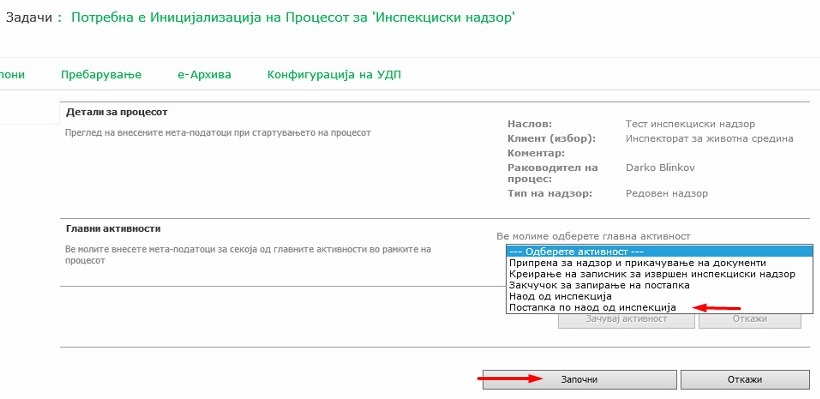 Задачи : Потребна е Иницијализација на Процесот за 'Инспекциски надзор'
лони Пребарување е-Архива Конфигурација на УДП
Детали за процесот
Преглед на внесените мета-податоци при стартувањето на процесот
Наслов: Тест инспекциски надзор
Клиент (избор): Инспекторат за животна средина
Коментар:
Раководител на процес: Darko Blinkov
Тип на надзор: Редовен надзор
Главни активности
Ве молите внесете мета-податоци за секоја од главните активности во рамките на
процесот
Ве молиме одберете главна активност
--- Одберете активност ---
Припрена за надзор и прикачување на документи
Креирање на записник за извршен инспекциски надзор
Закчучок за запирање на постапка
Наод од инспекција
Постапка по наод од инспекција
Зачувај активност Откажи
Започни Откажи